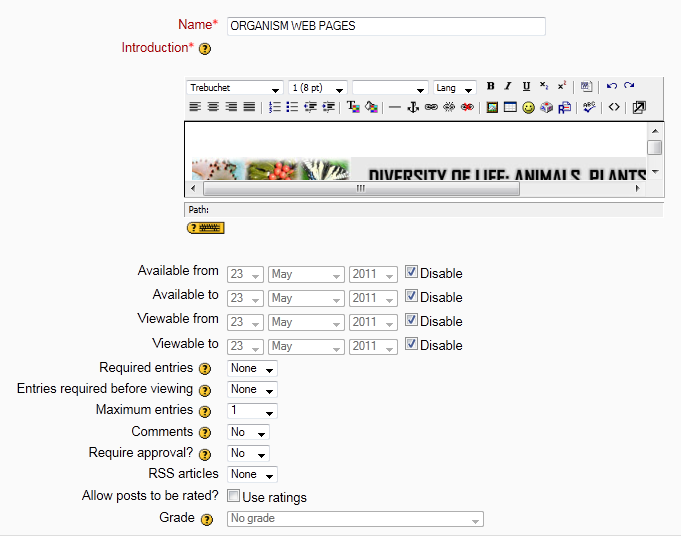 Name* ORGANISM WEB PAGES
Introduction*
Trebuchet 1 (8 pt) Lang B I U x₂ x²
DIVERSITY OF LIFE: ANIMALS, PLANTS
Path:
Available from 23 May 2011 Disable
Available to 23 May 2011 Disable
Viewable from 23 May 2011 Disable
Viewable to 23 May 2011 Disable
Required entries ? None
Entries required before viewing ? None
Maximum entries ? 1
Comments ? No
Require approval? ? No
RSS articles None
Allow posts to be rated? Use ratings
Grade ? No grade